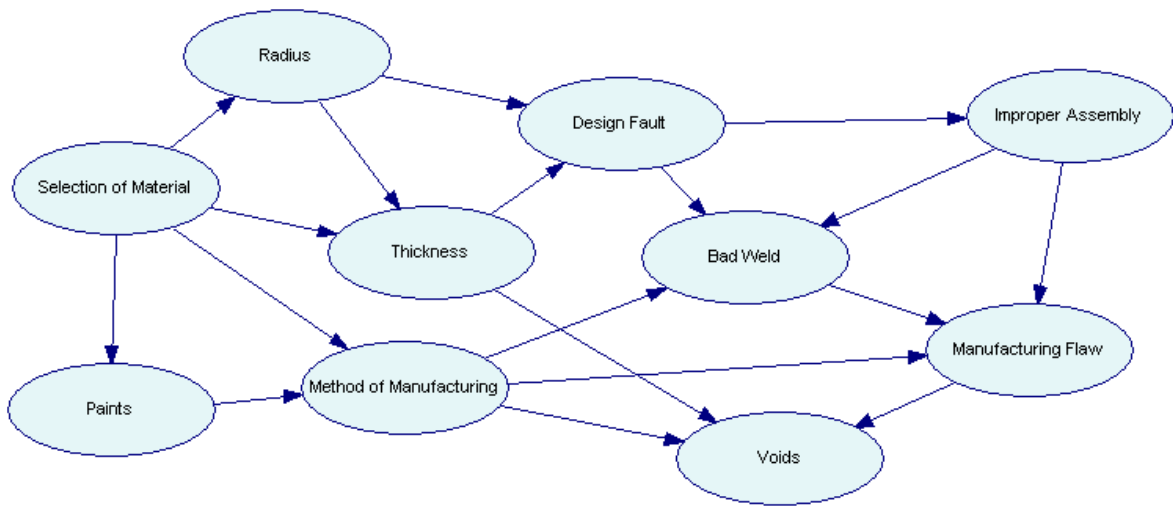 Radius
Improper Assembly
Design Fault
Selection of Material
Thickness
Bad Weld
Manufacturing Flaw
Method of Manufacturing
Paints
Voids